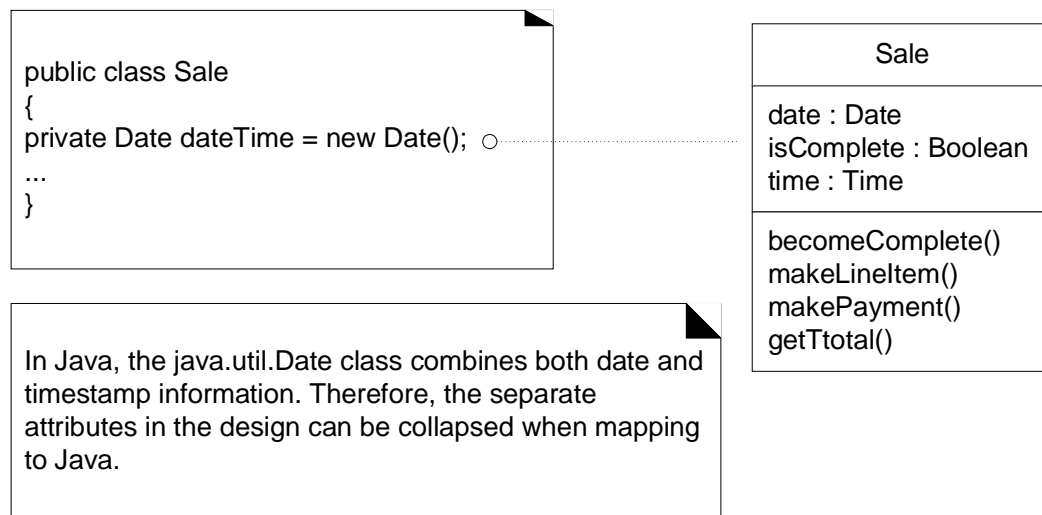 public class Sale
{
private Date dateTime = new Date();
...
}
Sale
date : Date
isComplete : Boolean
time : Time
becomeComplete()
makeLineItem()
makePayment()
getTtotal()
In Java, the java.util.Date class combines both date and
timestamp information. Therefore, the separate
attributes in the design can be collapsed when mapping
to Java.